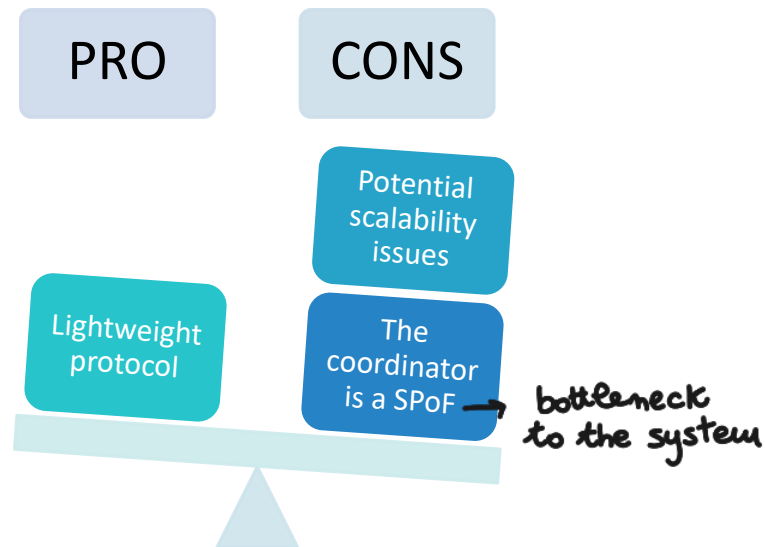 PRO
CONS
Potential
scalability
issues
Lightweight
protocol
The
coordinator
is a SPoF
bottleneck
to the system